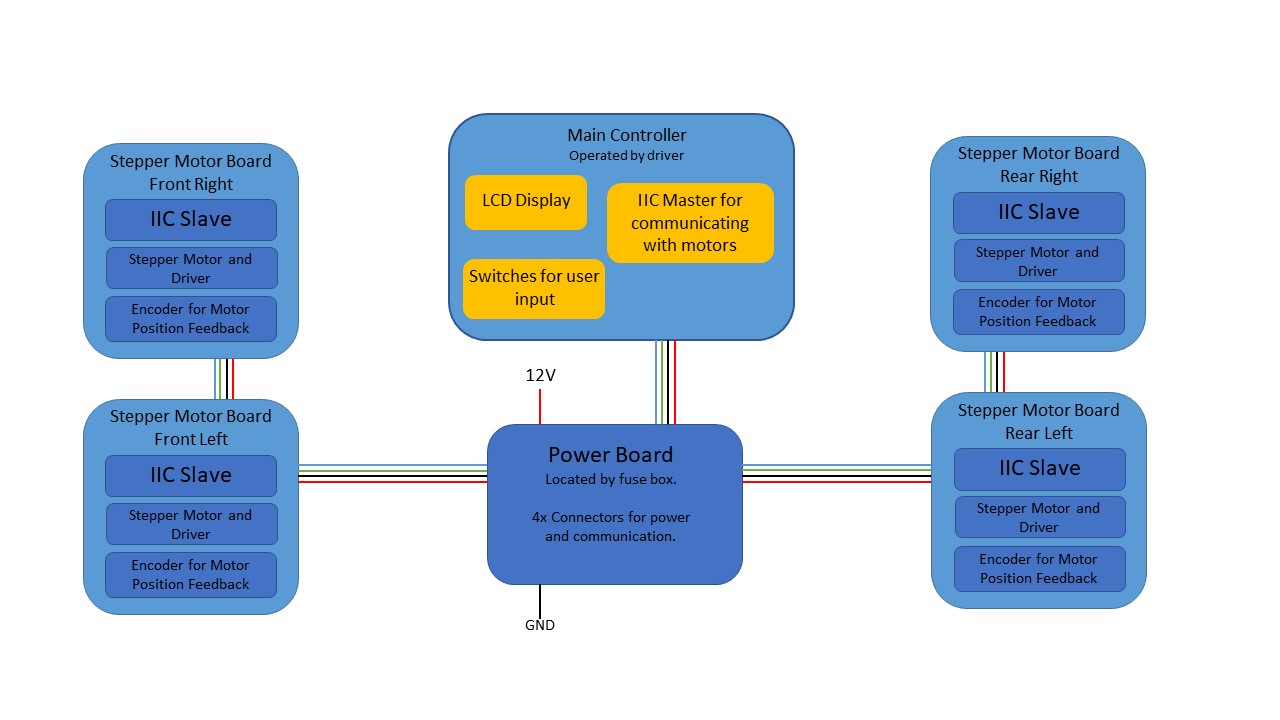 Main Controller
Operated by driver
LCD Display
IIC Master for
communicating
with motors
Switches for user
input
Stepper Motor Board
Front Right
IIC Slave
Stepper Motor and
Driver
Encoder for Motor
Position Feedback
Stepper Motor Board
Rear Right
IIC Slave
Stepper Motor and
Driver
Encoder for Motor
Position Feedback
12V
Stepper Motor Board
Front Left
IIC Slave
Stepper Motor and
Driver
Encoder for Motor
Position Feedback
Power Board
Located by fuse box.
4x Connectors for power
and communication.
GND
Stepper Motor Board
Rear Left
IIC Slave
Stepper Motor and
Driver
Encoder for Motor
Position Feedback